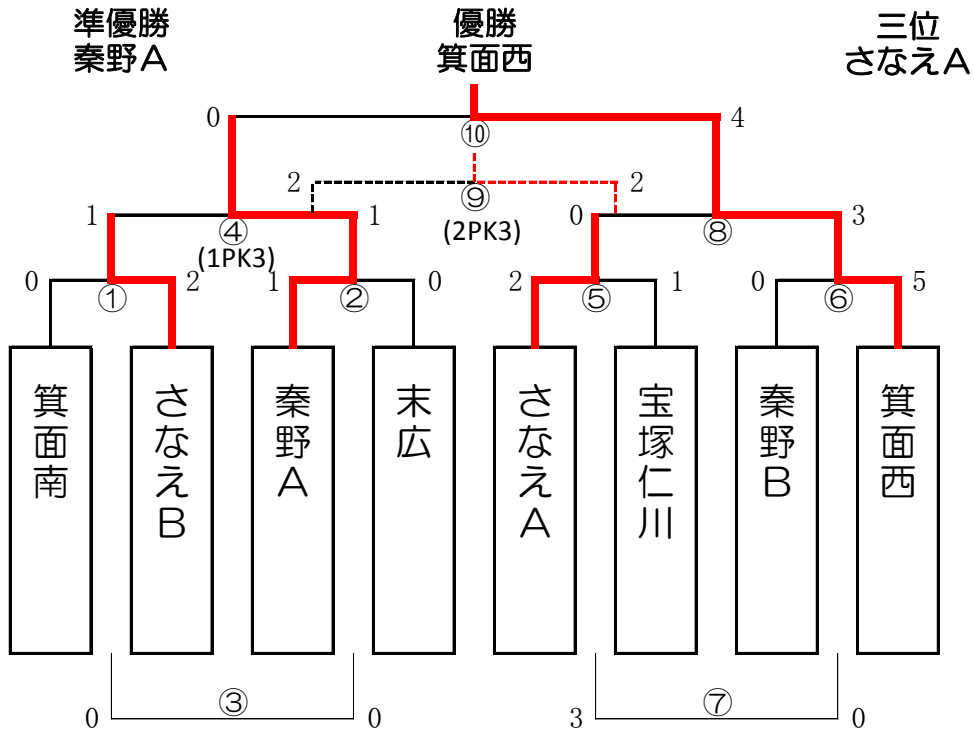 準優勝
秦野A
優勝
箕面西
三位
さなえA
0
⑩
4
2
⑨
2
(2PK3)
1
④
1
(1PK3)
0
⑧
3
0
①
2
1
②
0
2
⑤
1
0
⑥
5
箕面南
さなえB
秦野A
末広
さなえA
宝塚仁川
秦野B
箕面西
0
③
0
3
⑦
0